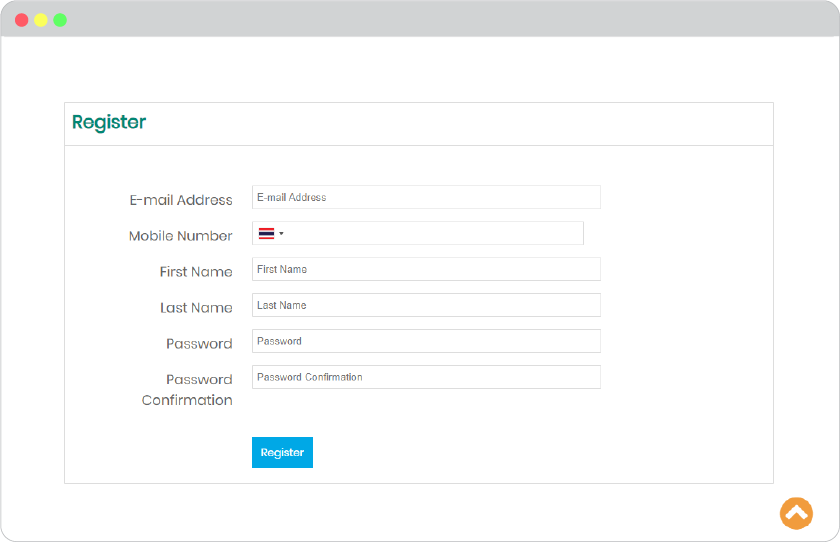 Register
E-mail Address
E-mail Address
Mobile Number
First Name
First Name
Last Name
Last Name
Password
Password
Password
Confirmation
Password Confirmation
Register